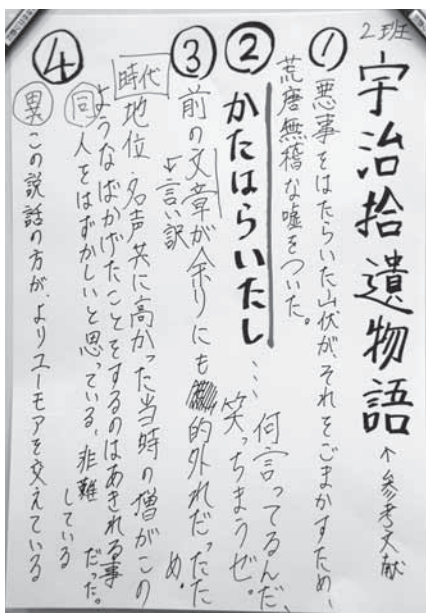 2班
宇治拾遺物語 ↑参考文献
① 悪事をはたらいた山伏が、それをごまかすため、
荒唐無稽な嘘をついた。
② かたはらいたし…何言ってるんだ
笑っちまうぜ。
③ 前の文章が余りにも的外れだったため。
↓言い訳
時代 地位・名声共に高かった当時の僧がこの
ようなばかげたことをするのはあきれる事だった。
④ 同 人をはずかしいと思っている、非難している
異 この説話の方が、よりユーモアを交えている